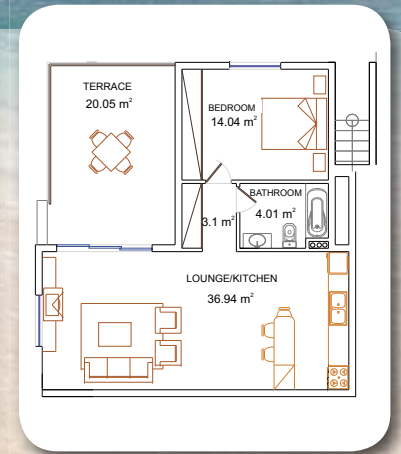 TERRACE
20.05 m²
BEDROOM
14.04 m²
BATHROOM
4.01 m²
3.1 m²
LOUNGE/KITCHEN
36.94 m²